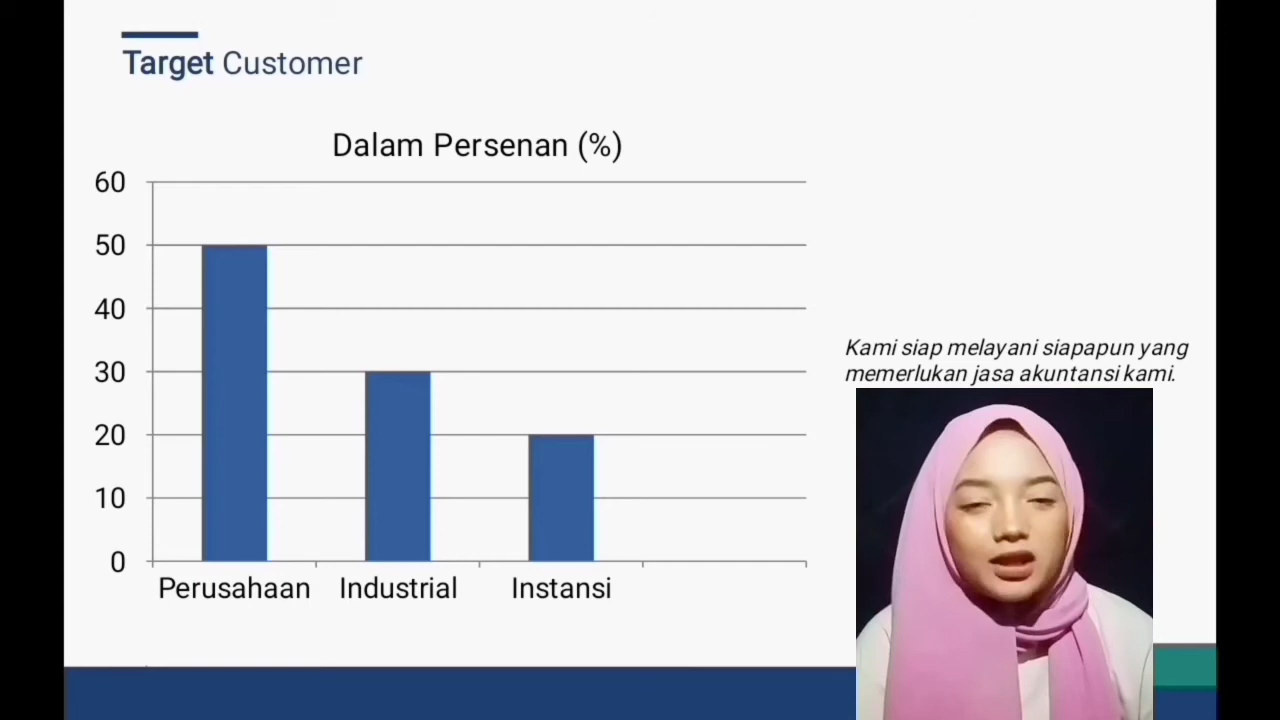 Target Customer
Dalam Persenan (%)
60
50
40
30
20
10
0
Perusahaan Industrial Instansi
Kami siap melayani siapapun yang
memerlukan jasa akuntansi kami.